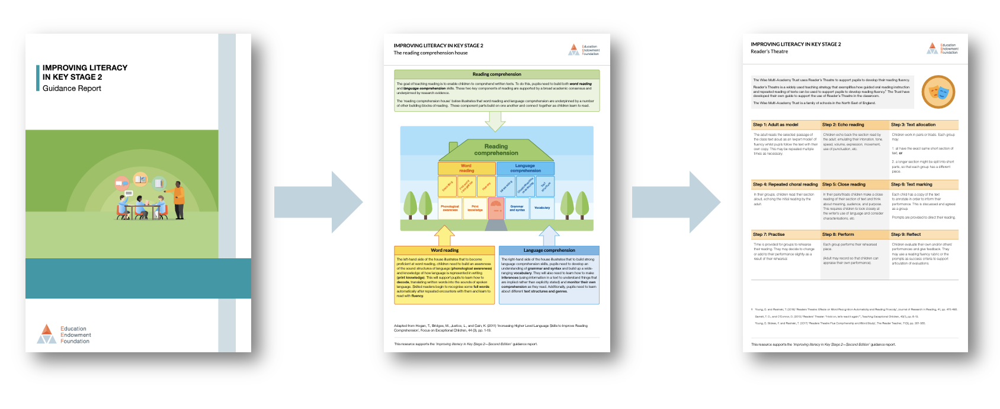 IMPROVING LITERACY
IN KEY STAGE 2
Guidance Report
Education
Endowment
Foundation
IMPROVING LITERACY IN KEY STAGE 2
The reading comprehension house
Education
Endowment
Foundation
Reading comprehension
The goal of teaching reading is to enable children to comprehend written texts. To do this, pupils need to build both word reading
and language comprehension skills. These two key components of reading are supported by a broad academic consensus and
underpinned by research evidence.
The 'reading comprehension house' below illustrates that word reading and language comprehension are underpinned by a number
of other building blocks of reading. These component parts build on one another and connect together as children learn to read.
Reading
comprehension
Word
reading
Language
comprehension
Decoding
Full word
recognition
Fluency
Inferencing
Comprehension
monitoring
Text
structure
Phonological
awareness
Print
knowledge
Grammar
and syntax
Vocabulary
Word reading
The left-hand side of the house illustrates that to become
proficient at word reading, children need to build an awareness
of the sound structures of language (phonological awareness)
and knowledge of how language is represented in writing
(print knowledge). This will support pupils to learn how to
decode, translating written words into the sounds of spoken
language. Skilled readers begin to recognise some full words
automatically after repeated encounters with them and learn to
read with fluency.
Language comprehension
The right-hand side of the house illustrates that to build strong
language comprehension skills, pupils need to develop an
understanding of grammar and syntax and build up a wide-
ranging vocabulary. They will also need to learn how to make
inferences (using information in a text to understand things that
are implied rather than explicitly stated) and monitor their own
comprehension as they read. Additionally, pupils need to learn
about different text structures and genres.
Adapted from Hogan, T., Bridges, M., Justice, L., and Cain, K. (2011) 'Increasing Higher Level Language Skills to Improve Reading
Comprehension', Focus on Exceptional Children, 44 (3), pp. 1-19.
This resource supports the 'Improving literacy in Key Stage 2—Second Edition' guidance report.
IMPROVING LITERACY IN KEY STAGE 2
Reader's Theatre
Education
Endowment
Foundation
The Wise Multi-Academy Trust uses Reader's Theatre to support pupils to develop their reading fluency.
Reader's Theatre is a widely used teaching strategy that exemplifies how guided oral reading instruction
and repeated reading of texts can be used to support pupils to develop reading fluency. The Trust have
developed their own guide to support the use of Reader's Theatre in the classroom.
The Wise Multi-Academy Trust is a family of schools in the North East of England.
Step 1: Adult as model
The adult reads the selected passage of
the class text aloud as an 'expert model' of
fluency whilst pupils follow the text with their
own copy. This may be repeated multiple
times as necessary.
Step 2: Echo reading
Children echo back the section read by
the adult, emulating their intonation, tone,
speed, volume, expression, movement,
use of punctuation, etc.
Step 3: Text allocation
Children work in pairs or triads. Each group
may:
1. all have the exact same short section of
text, or
2. a longer section might be split into short
parts, so that each group has a different
piece.
Step 4: Repeated choral reading
In their groups, children read their section
aloud, echoing the initial reading by the
adult.
Step 5: Close reading
In their pairs/triads children make a close
reading of their section of text and think
about meaning, audience, and purpose.
This requires children to look closely at
the writer's use of language and consider
characterisations, etc.
Step 6: Text marking
Each child has a copy of the text
to annotate in order to inform their
performance. This is discussed and agreed
as a group.
Prompts are provided to direct their reading.
Step 7: Practise
Time is provided for groups to rehearse
their reading. They may decide to change
or add to their performance slightly as a
result of their rehearsal.
Step 8: Perform
Each group performs their rehearsed
piece.
(Adult may record so that children can
appraise their own performance).
Step 9: Reflect
Children evaluate their own and/or others'
performances and give feedback. They
may use a reading fluency rubric or the
prompts as success criteria to support
articulation of evaluations.
Young, C. and Rasinski, T. (2018) 'Readers Theatre: Effects on Word Recognition Automaticity and Reading Prosody', Journal of Research in Reading, 41, pp. 475-485.
Garrett, T. D., and O'Connor, D. (2010) 'Readers' Theater: "Hold on, let's read it again."', Teaching Exceptional Children, 43(1), pp. 6-13.
Young, C. Stokes, F. and Rasinski, T. (2017) 'Readers Theatre Plus Comprehension and Word Study', The Reader Teacher, 71(3), pp. 351-355.
This resource supports the 'Improving literacy in Key Stage 2—Second Edition' guidance report.